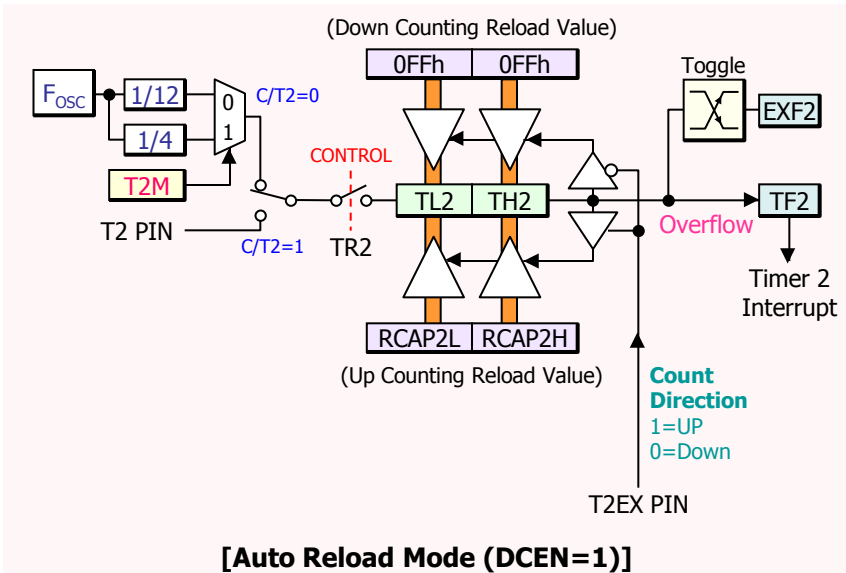 (Down Counting Reload Value)
0FFh 0FFh
Toggle
FOSC
1/12
0
C/T2=0
EXF2
1/4
1
CONTROL
T2M
TL2 TH2
TF2
T2 PIN
Overflow
C/T2=1
TR2
Timer 2
Interrupt
RCAP2L RCAP2H
(Up Counting Reload Value)
Count
Direction
1=UP
0=Down
T2EX PIN
[Auto Reload Mode (DCEN=1)]